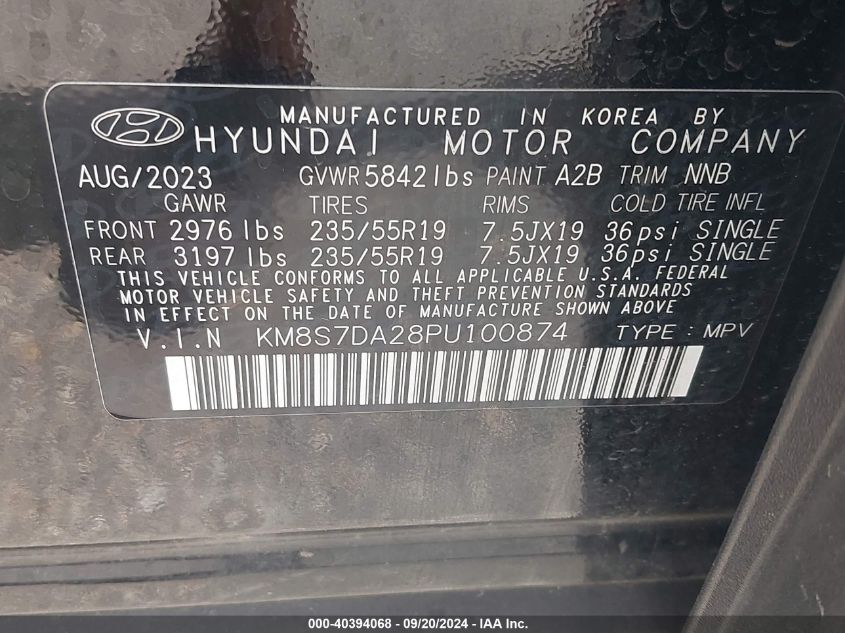 MANUFACTURED IN KOREA BY
HYUNDAI MOTOR COMPANY
AUG/2023 GVWR 5842 lbs PAINT A2B TRIM NNB
GAWR TIRES RIMS COLD TIRE INFL
FRONT 2976 lbs 235/55R19 7.5JX19 36psi SINGLE
REAR 3197 lbs 235/55R19 7.5JX19 36psi SINGLE
THIS VEHICLE CONFORMS TO ALL APPLICABLE U.S.A. FEDERAL
MOTOR VEHICLE SAFETY AND THEFT PREVENTION STANDARDS
IN EFFECT ON THE DATE OF MANUFACTURE SHOWN ABOVE
V.I.N KM8S7DA28PU100874 TYPE : MPV
000-40394068 - 09/20/2024 - IAA Inc.